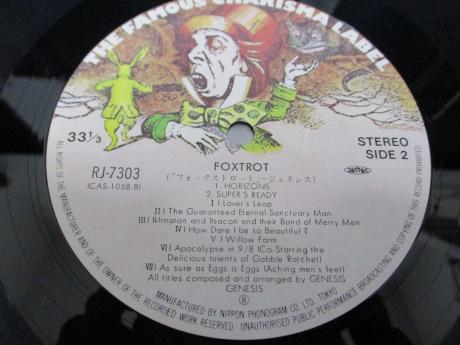 THE FAMOUS CHARISMA LABEL
33 1/3
STEREO
SIDE 2
RJ-7303
(CAS-1058 B)
FOXTROT
(「フォックストロット」ージェネシス)
1. HORIZONS
2. SUPER'S READY
I) Lover's Leap
II) The Guaranteed Eternal Sanctuary Man
III) Ikhnaton and Itsacon and their Band of Merry Men
IV) How Dare I be so Beautiful?
V) Willow Farm
VI) Apocalypse in 9/8 (Co-Starring the
Delicious talents of Gabble Ratchet)
VII) As sure as Eggs is Eggs (Aching men's feet)
All titles composed and arranged by GENESIS
GENESIS
8
ALL RIGHTS OF THE MANUFACTURER AND OF THE OWNER OF THE RECORDED WORK RESERVED. UNAUTHORISED PUBLIC PERFORMANCE BROADCASTING AND COPYING OF THIS RECORD PROHIBITED
MANUFACTURED BY NIPPON PHONOGRAM CO. LTD. TOKYO